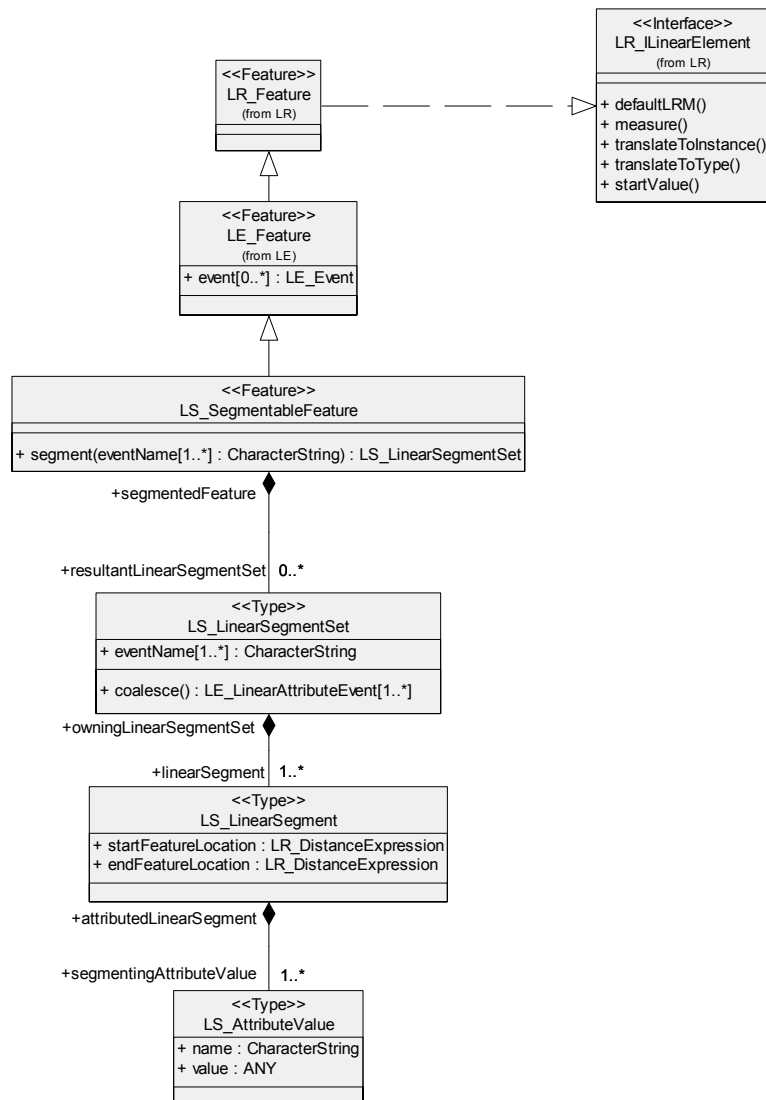 <<Interface>>
LR_ILinearElement
(from LR)
+ defaultLRM()
+ measure()
+ translateToInstance()
+ translateToType()
+ startValue()
<<Feature>>
LR_Feature
(from LR)
<<Feature>>
LE_Feature
(from LE)
+ event[0..*] : LE_Event
<<Feature>>
LS_SegmentableFeature
+ segment(eventName[1..*] : CharacterString) : LS_LinearSegmentSet
+segmentedFeature
+resultantLinearSegmentSet 0..*
<<Type>>
LS_LinearSegmentSet
+ eventName[1..*] : CharacterString
+ coalesce() : LE_LinearAttributeEvent[1..*]
+owningLinearSegmentSet
+linearSegment 1..*
<<Type>>
LS_LinearSegment
+ startFeatureLocation : LR_DistanceExpression
+ endFeatureLocation : LR_DistanceExpression
+attributedLinearSegment
+segmentingAttributeValue 1..*
<<Type>>
LS_AttributeValue
+ name : CharacterString
+ value : ANY